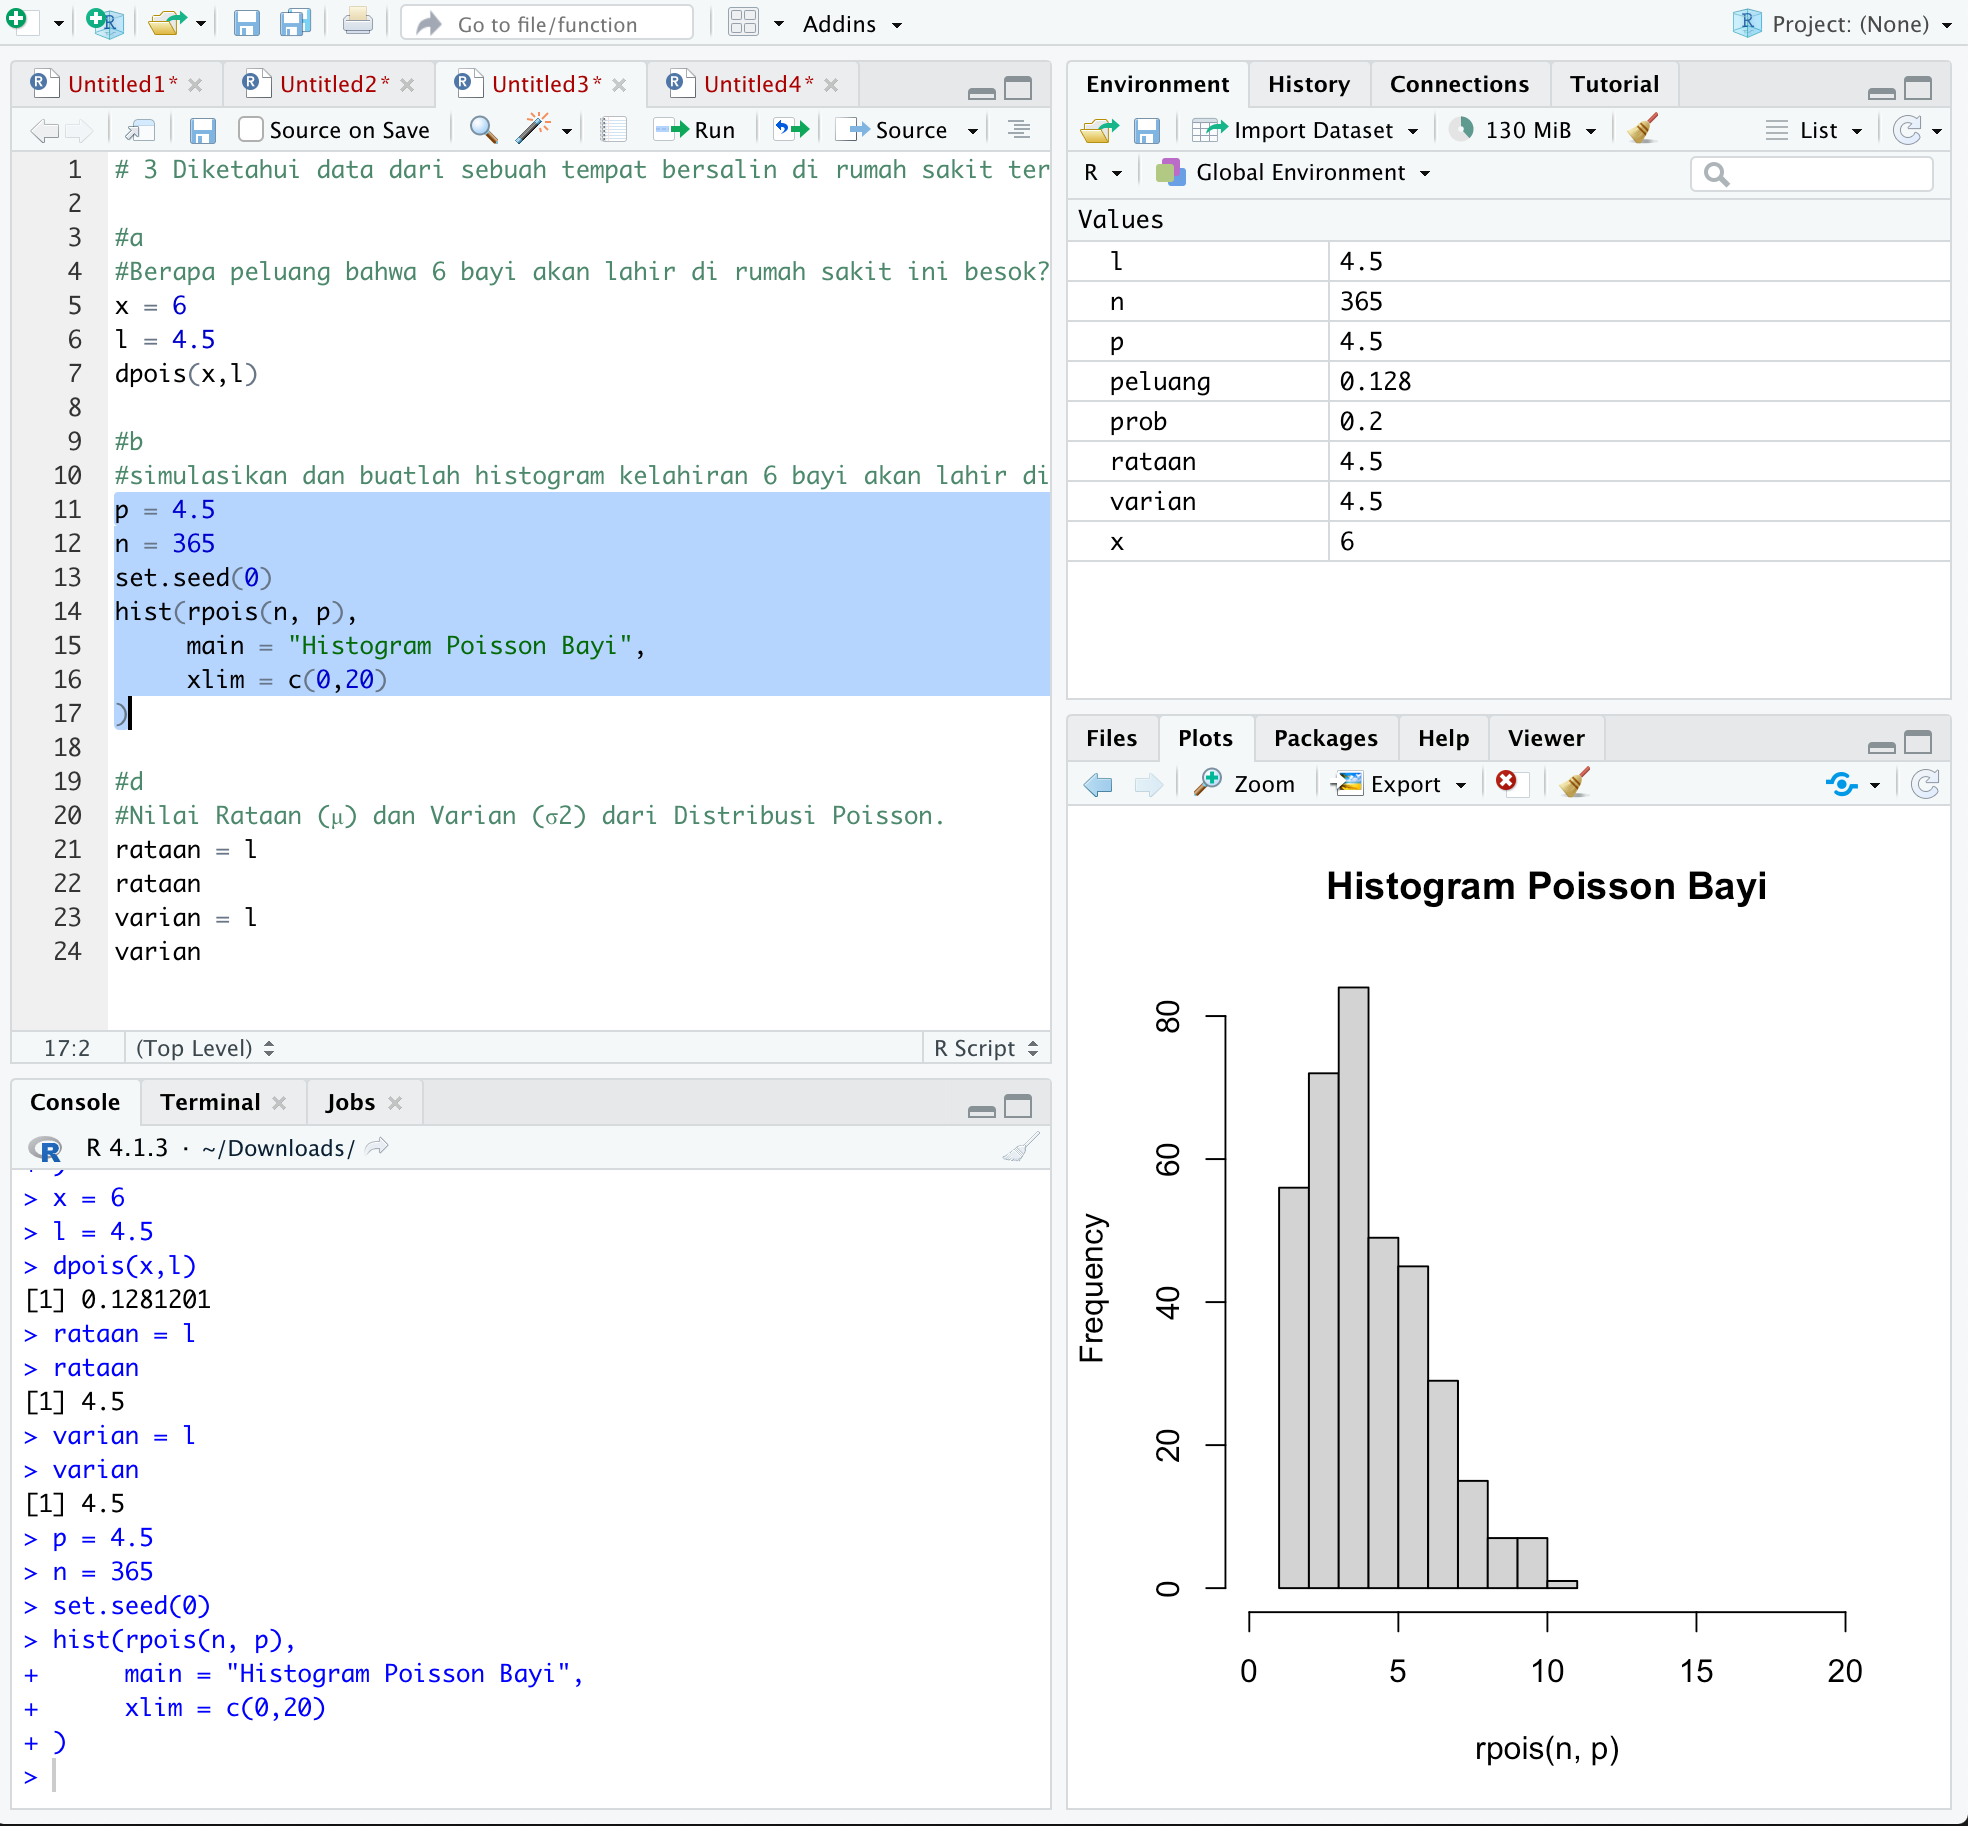 Go to file/function
Addins
Project: (None)
Untitled1*
Untitled2*
Untitled3*
Untitled4*
Source on Save
Run
Source
1 # 3 Diketahui data dari sebuah tempat bersalin di rumah sakit ter
2
3 #a
4 #Berapa peluang bahwa 6 bayi akan lahir di rumah sakit ini besok?
5 x = 6
6 l = 4.5
7 dpois(x,l)
8
9 #b
10 #simulasikan dan buatlah histogram kelahiran 6 bayi akan lahir di
11 p = 4.5
12 n = 365
13 set.seed(0)
14 hist(rpois(n, p),
15 main = "Histogram Poisson Bayi",
16 xlim = c(0,20)
17 )
18
19 #d
20 #Nilai Rataan (μ) dan Varian (σ2) dari Distribusi Poisson.
21 rataan = l
22 rataan
23 varian = l
24 varian
17:2
(Top Level)
R Script
Console
Terminal
Jobs
R 4.1.3 · ~/Downloads/
> x = 6
> l = 4.5
> dpois(x,l)
[1] 0.1281201
> rataan = l
> rataan
[1] 4.5
> varian = l
> varian
[1] 4.5
> p = 4.5
> n = 365
> set.seed(0)
> hist(rpois(n, p),
+ main = "Histogram Poisson Bayi",
+ xlim = c(0,20)
+ )
>
Environment
History
Connections
Tutorial
Import Dataset
130 MiB
List
R
Global Environment
Values
l 4.5
n 365
p 4.5
peluang 0.128
prob 0.2
rataan 4.5
varian 4.5
x 6
Files
Plots
Packages
Help
Viewer
Zoom
Export
Histogram Poisson Bayi
Frequency
80
60
40
20
0
0 5 10 15 20
rpois(n, p)